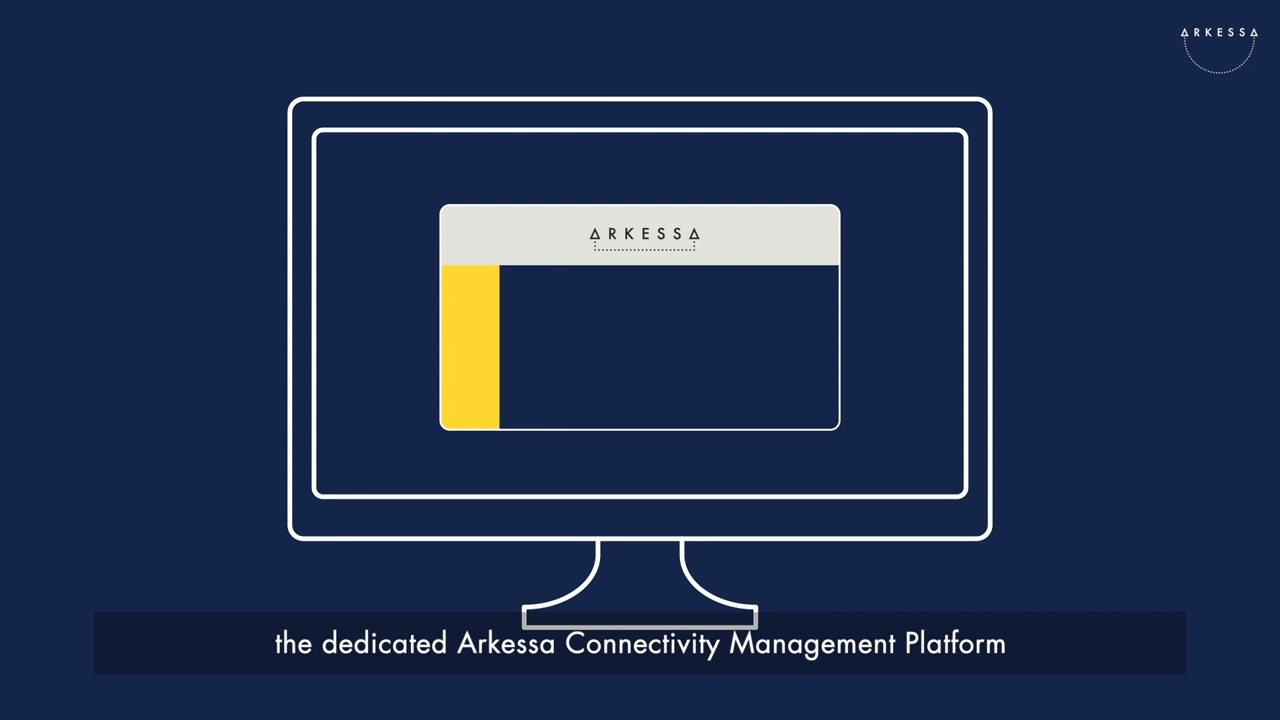 ARKESSA
ARKESSA
the dedicated Arkessa Connectivity Management Platform